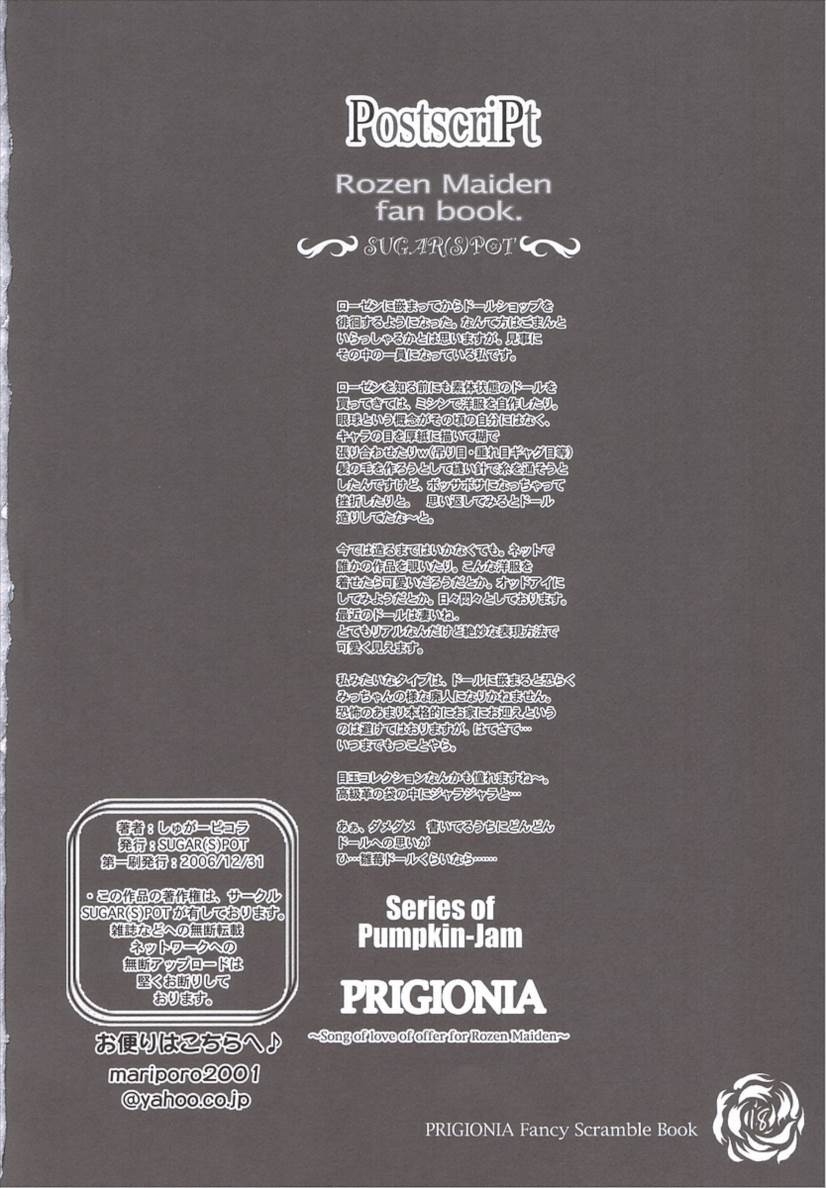 PostscriPt
Rozen Maiden
fan book.
SUGAR(S)POT
ローゼンに嵌まってからドールショップを
徘徊するようになった。なんて方はごまんと
いらっしゃるかとは思いますが。見事に
その中の一員になっている私です。
ローゼンを知る前にも素体状態のドールを
買ってきては、ミシンで洋服を自作したり。
眼球という概念がその頃の自分にはなく、
キャラの目を厚紙に描いて糊で
張り合わせたりw(吊り目・垂れ目ギャグ目等)
髪の毛を作ろうとして縫い針で糸を通そうと
したんですけど、ボッサボサになっちゃって
挫折したりと。 思い返してみるとドール
造りしてたな～と。
今では造るまではいかなくても。ネットで
誰かの作品を覗いたり。こんな洋服を
着せたら可愛いだろうだとか。オッドアイに
してみようだとか。日々悶々としております。
最近のドールは凄いね。
とてもリアルなんだけど絶妙な表現方法で
可愛く見えます。
私みたいなタイプは、ドールに嵌まると恐らく
みっちゃんの様な廃人になりかねません。
恐怖のあまり本格的にお家にお迎えという
のは避けてはおりますが。はてさて…
いつまでもつことやら。
目玉コレクションなんかも憧れますね～。
高級革の袋の中にジャラジャラと…
あぁ、ダメダメ 書いてるうちにどんどん
ドールへの思いが
ひ…雛苺ドールくらいなら……
Series of
Pumpkin-Jam
PRIGIONIA
～Song of love of offer for Rozen Maiden～
著者：しゅがーピコラ
発行：SUGAR(S)POT
第一刷発行：2006/12/31
・この作品の著作権は、サークル
SUGAR(S)POT が有しております。
雑誌などへの無断転載
ネットワークへの
無断アップロードは
堅くお断りして
おります。
お便りはこちらへ♪
mariporo2001
@yahoo.co.jp
PRIGIONIA Fancy Scramble Book
18